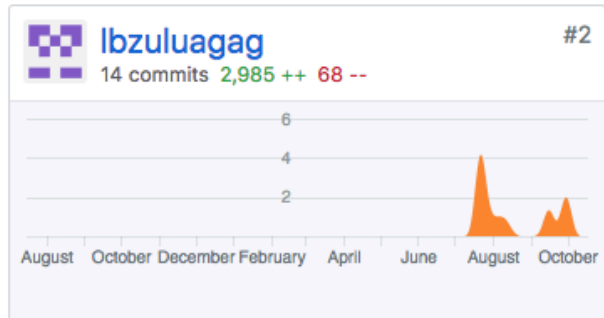 lbzuluagag #2
14 commits 2,985 ++ 68 --
6
4
2
August October December February April June August October